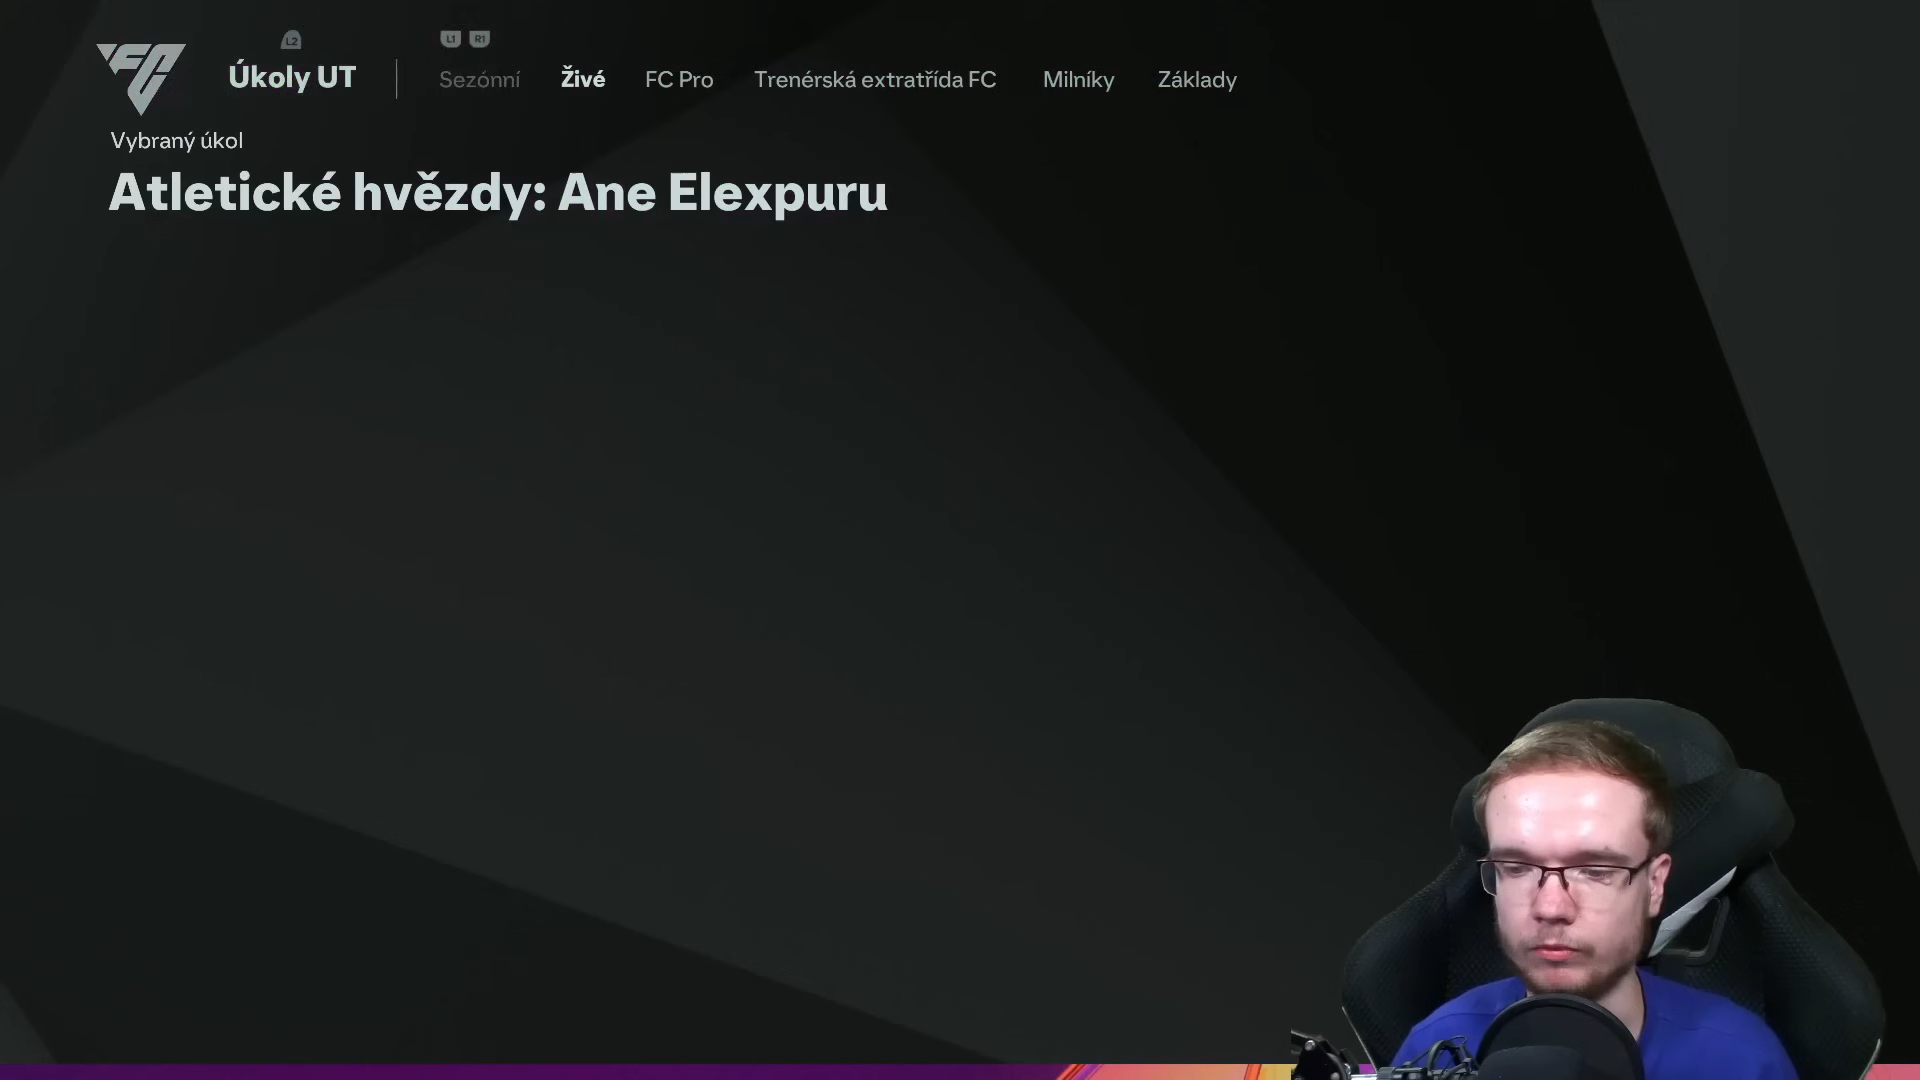 L2 L1 R1
Úkoly UT Sezónní Živé FC Pro Trenérská extratřída FC Milníky Základy
Vybraný úkol
Atletické hvězdy: Ane Elexpuru